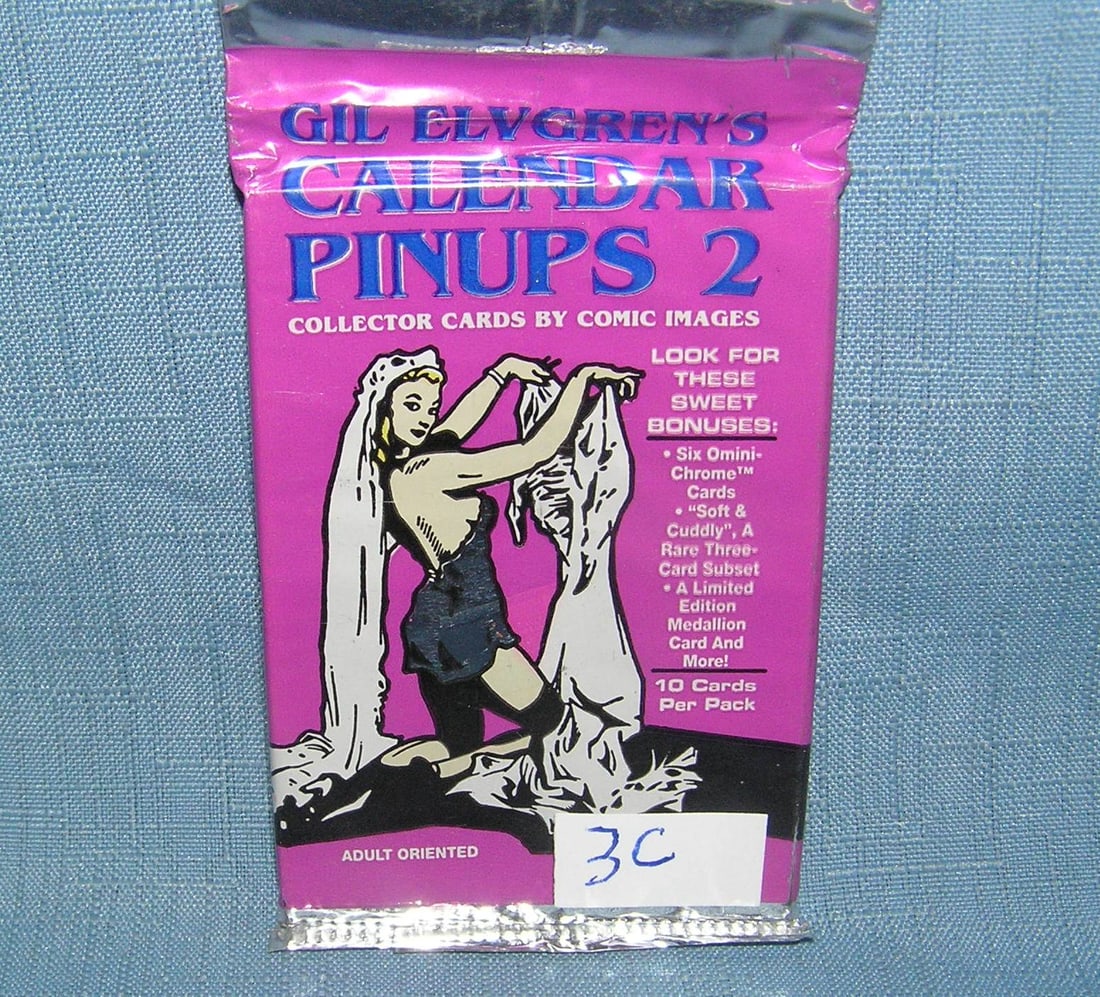 GIL ELVGREN'S
CALENDAR
PINUPS 2
COLLECTOR CARDS BY COMIC IMAGES
LOOK FOR
THESE
SWEET
BONUSES:
• Six Omini-
Chrome™
Cards
• "Soft &
Cuddly", A
Rare Three-
Card Subset
• A Limited
Edition
Medallion
Card And
More!
10 Cards
Per Pack
ADULT ORIENTED
3C